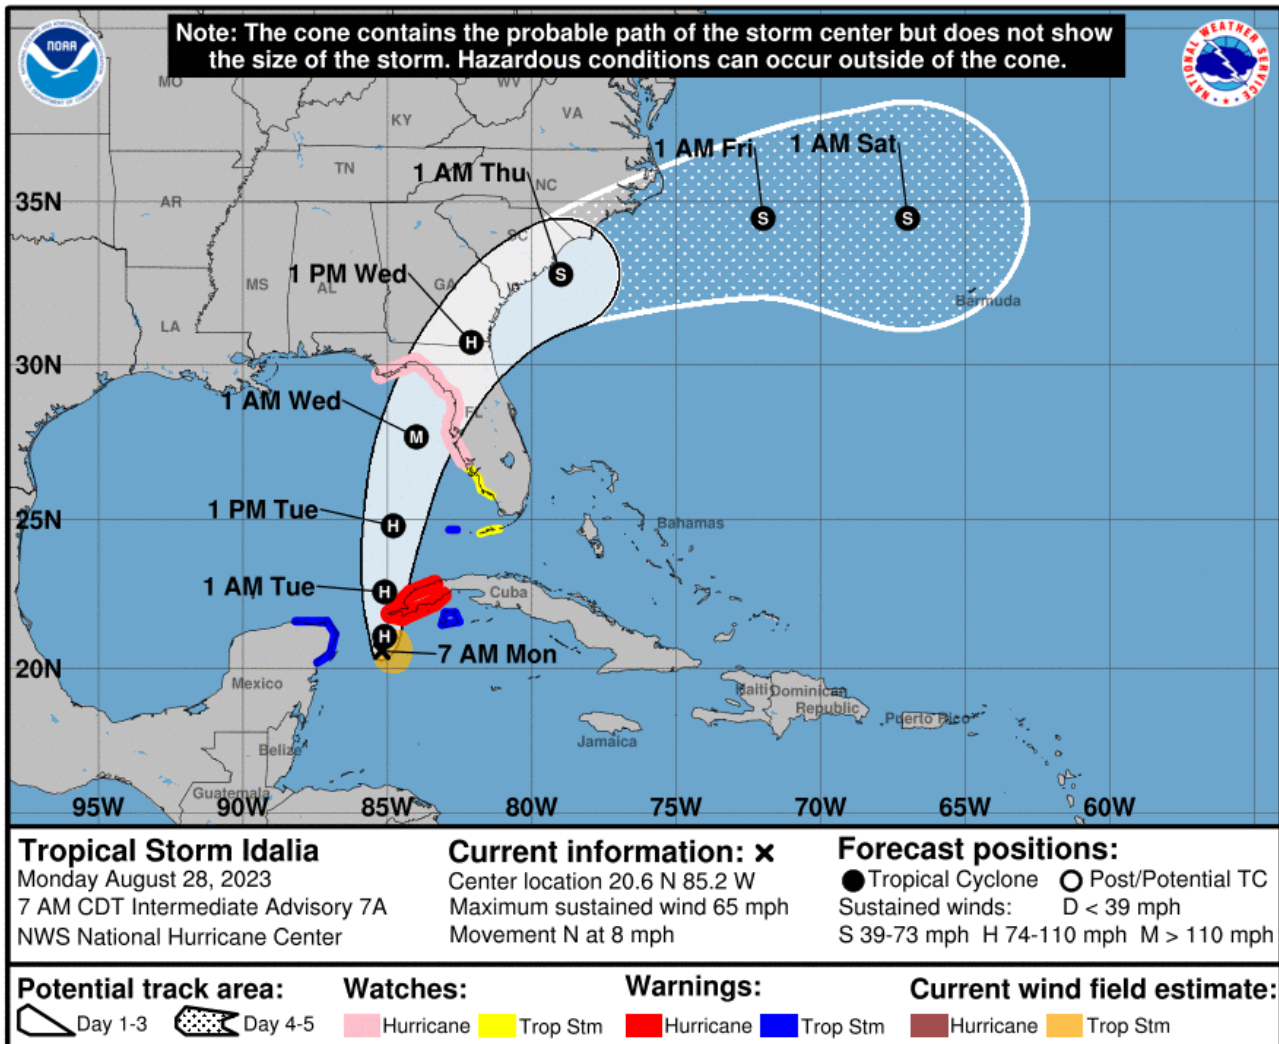 Note: The cone contains the probable path of the storm center but does not show
the size of the storm. Hazardous conditions can occur outside of the cone.
NOAA
NATIONAL WEATHER SERVICE
MO
WV
KY
VA
1 AM Fri
1 AM Sat
TN
1 AM Thu
NC
35N
AR
S
S
SC
1 PM Wed
S
MS
AL
GA
Bermuda
LA
H
30N
1 AM Wed
FL
M
1 PM Tue
H
25N
Bahamas
1 AM Tue
H
Cuba
H
7 AM Mon
20N
Mexico
Haiti
Dominican
Republic
Puerto Rico
Jamaica
Belize
Guatemala
95W
90W
85W
80W
75W
70W
65W
60W
Tropical Storm Idalia
Monday August 28, 2023
7 AM CDT Intermediate Advisory 7A
NWS National Hurricane Center
Current information: x
Center location 20.6 N 85.2 W
Maximum sustained wind 65 mph
Movement N at 8 mph
Forecast positions:
Tropical Cyclone
Post/Potential TC
Sustained winds:
D < 39 mph
S 39-73 mph
H 74-110 mph
M > 110 mph
Potential track area:
Day 1-3
Day 4-5
Watches:
Hurricane
Trop Stm
Warnings:
Hurricane
Trop Stm
Current wind field estimate:
Hurricane
Trop Stm